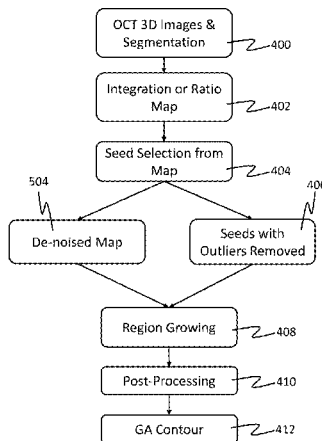 OCT 3D Images &
Segmentation
400
Integration or Ratio
Map
402
Seed Selection from
Map
404
504
De-noised Map
Seeds with
Outliers Removed
Region Growing
408
Post-Processing
410
GA Contour
412